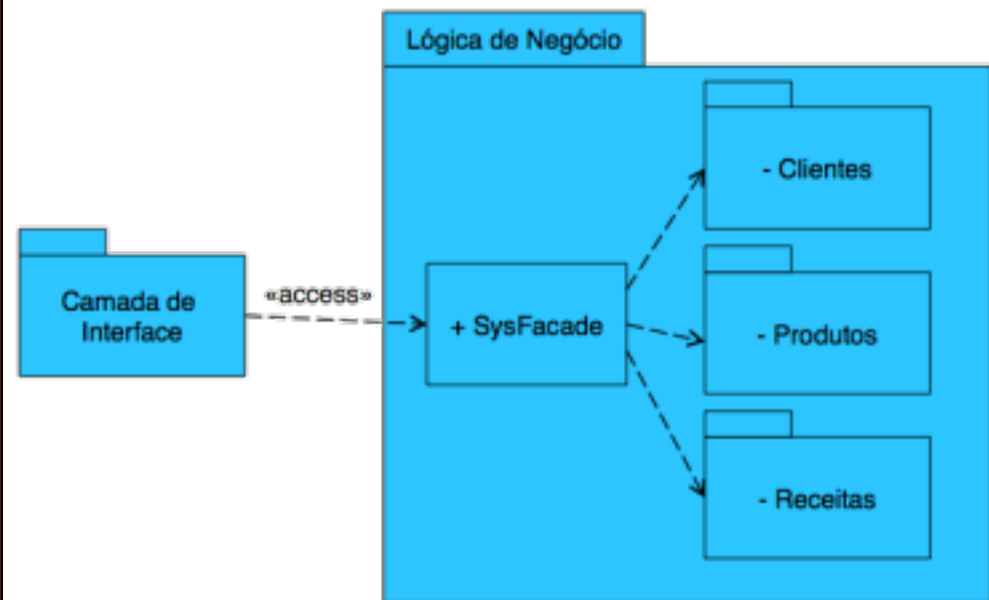 Lógica de Negócio
- Clientes
Camada de
Interface
«access»
+ SysFacade
- Produtos
- Receitas